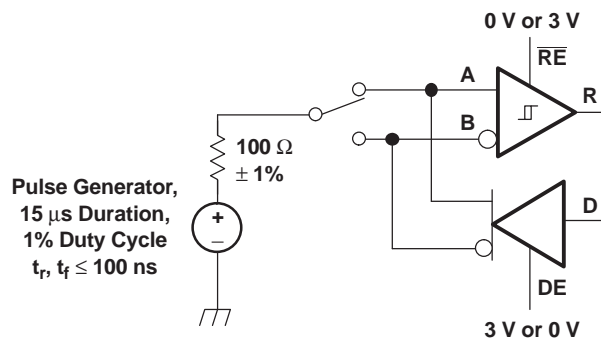 0 V or 3 V
RE
A
R
B
100 Ω
± 1%
Pulse Generator,
15 μs Duration,
1% Duty Cycle
tr, tf ≤ 100 ns
+
–
D
DE
3 V or 0 V